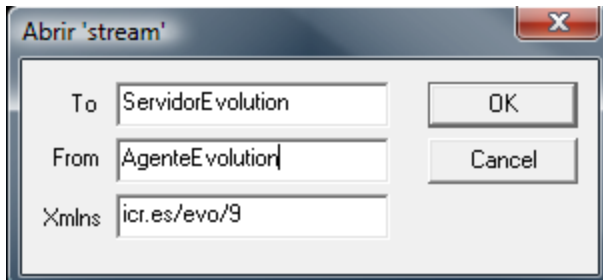 Abrir 'stream'
To ServidorEvolution OK
From AgenteEvolution Cancel
Xmlns icr.es/evo/9